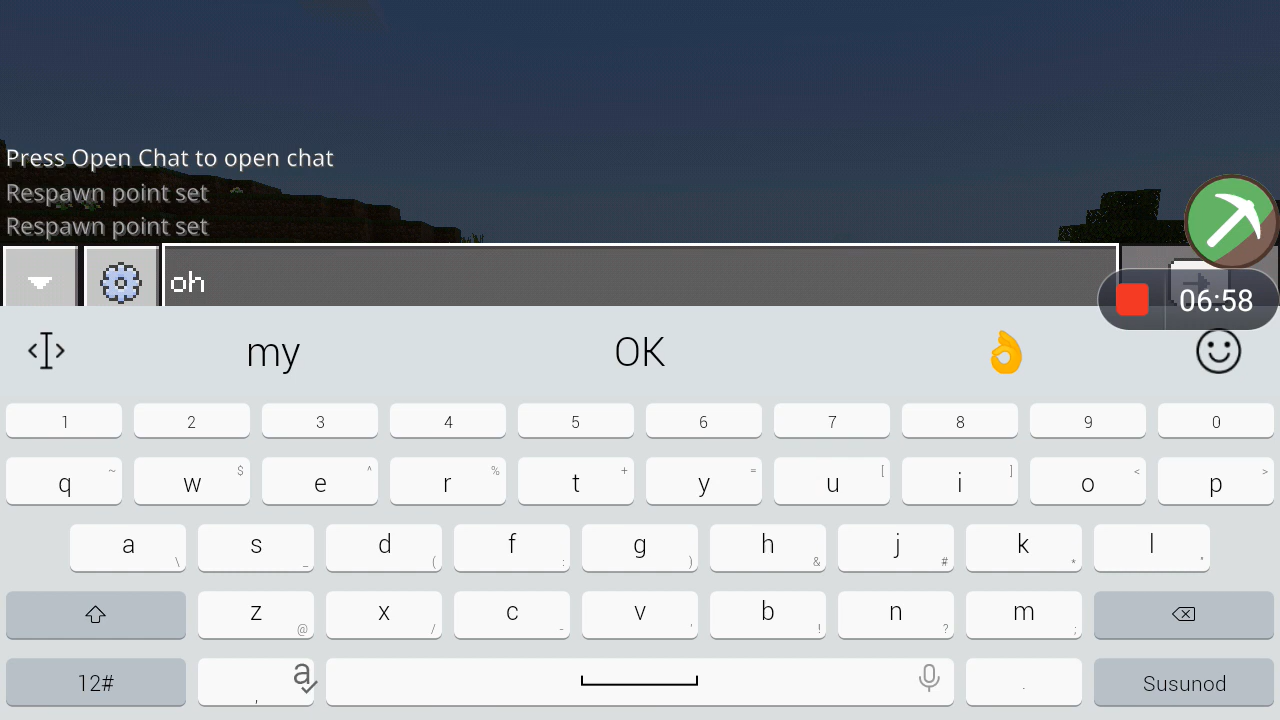 Press Open Chat to open chat
Respawn point set
Respawn point set
oh
06:58
my OK 👌
1 2 3 4 5 6 7 8 9 0
q ~ w $ e ^ r % t + y = u [ i ] o < p >
a \ s _ d ( f : g ) h & j # k * l "
z @ x / c - v ' b ! n ? m ;
12# , a . Susunod